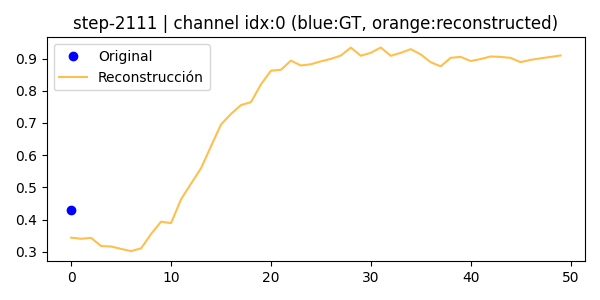 step-2111 | channel idx:0 (blue:GT, orange:reconstructed)
Original
Reconstrucción
0.9
0.8
0.7
0.6
0.5
0.4
0.3
0 10 20 30 40 50